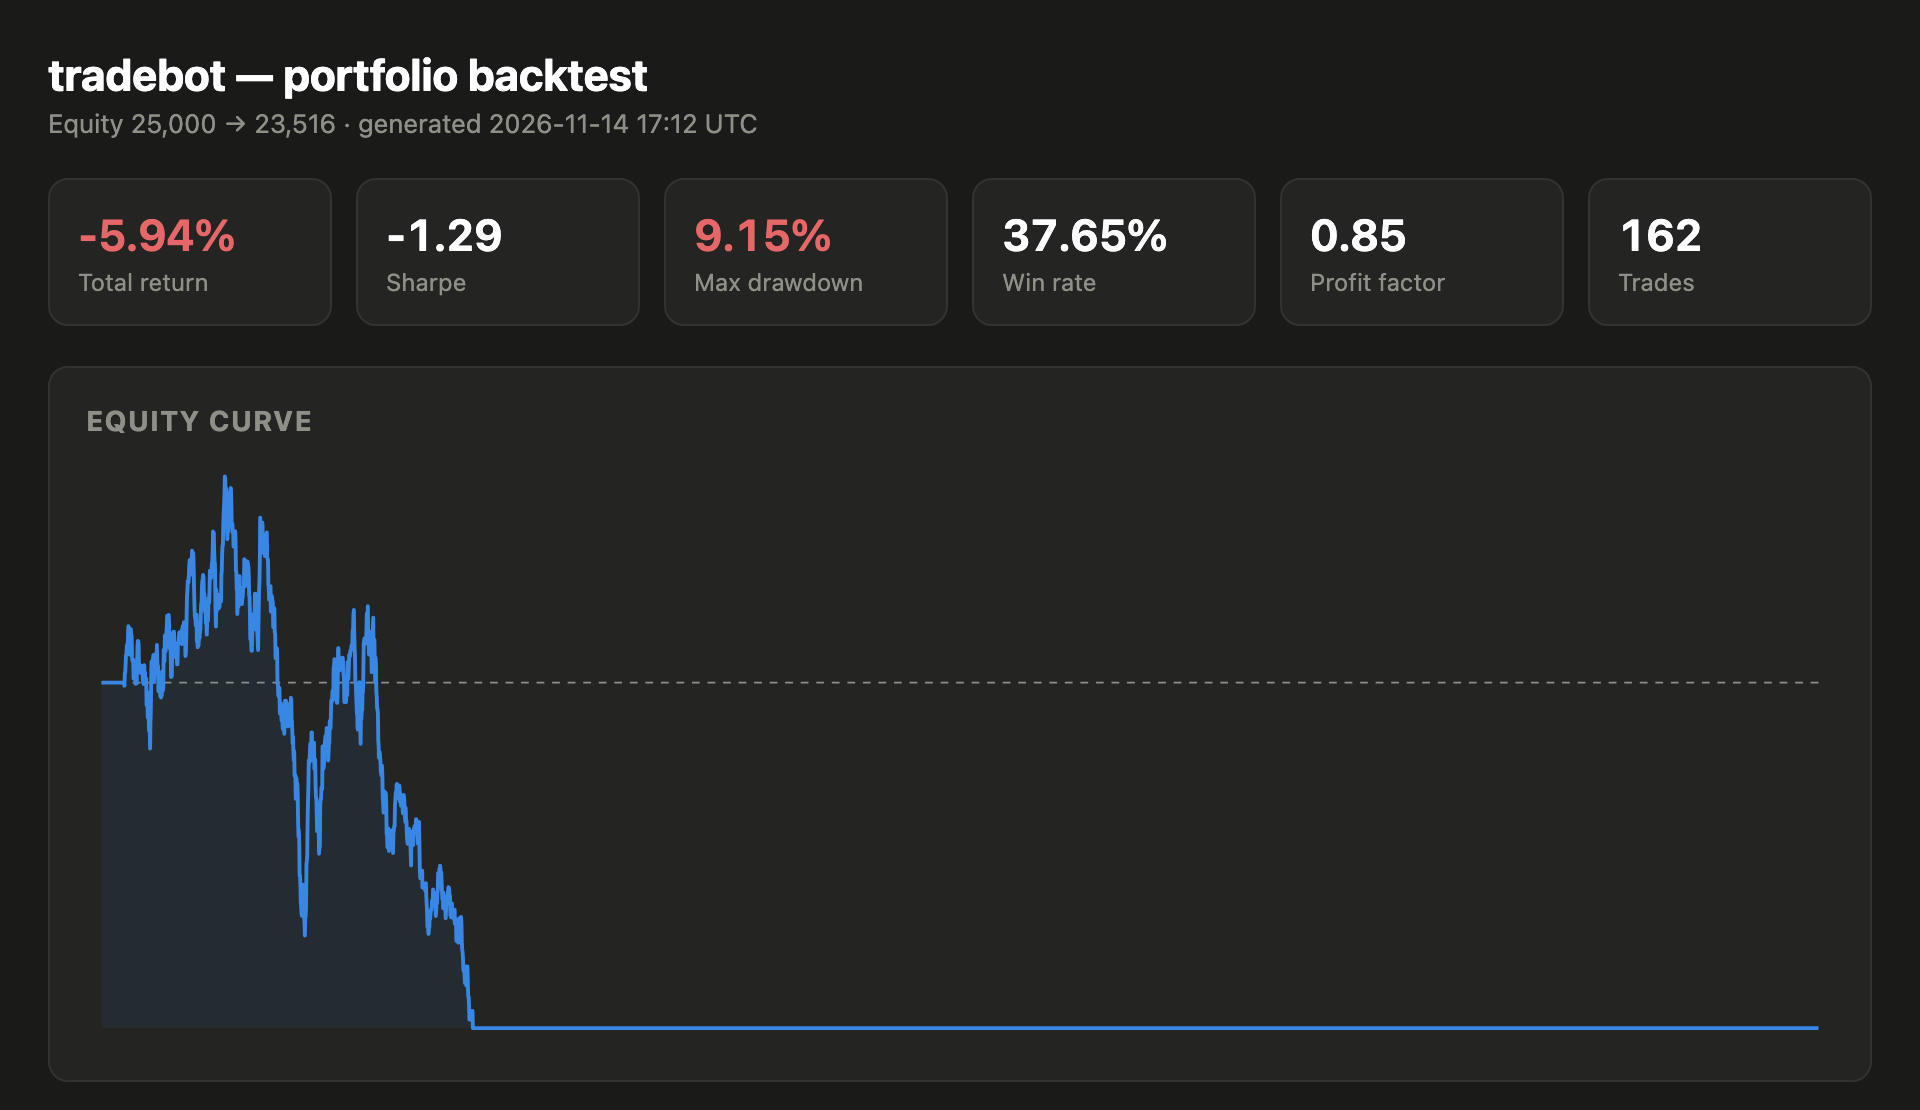 tradebot — portfolio backtest
Equity 25,000 → 23,516 · generated 2026-11-14 17:12 UTC
-5.94%
Total return
-1.29
Sharpe
9.15%
Max drawdown
37.65%
Win rate
0.85
Profit factor
162
Trades
EQUITY CURVE